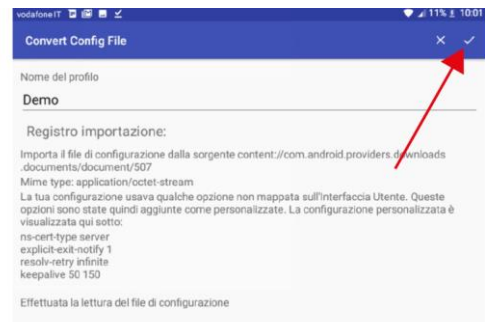 vodafone IT 11% 10:01
Convert Config File
Nome del profilo
Demo
Registro importazione:
Importa il file di configurazione dalla sorgente content://com.android.providers.downloads
.documents/document/507
Mime type: application/octet-stream
La tua configurazione usava qualche opzione non mappata sull'Interfaccia Utente. Queste
opzioni sono state quindi aggiunte come personalizzate. La configurazione personalizzata è
visualizzata qui sotto:
ns-cert-type server
explicit-exit-notify 1
resolv-retry infinite
keepalive 50 150
Effettuata la lettura del file di configurazione